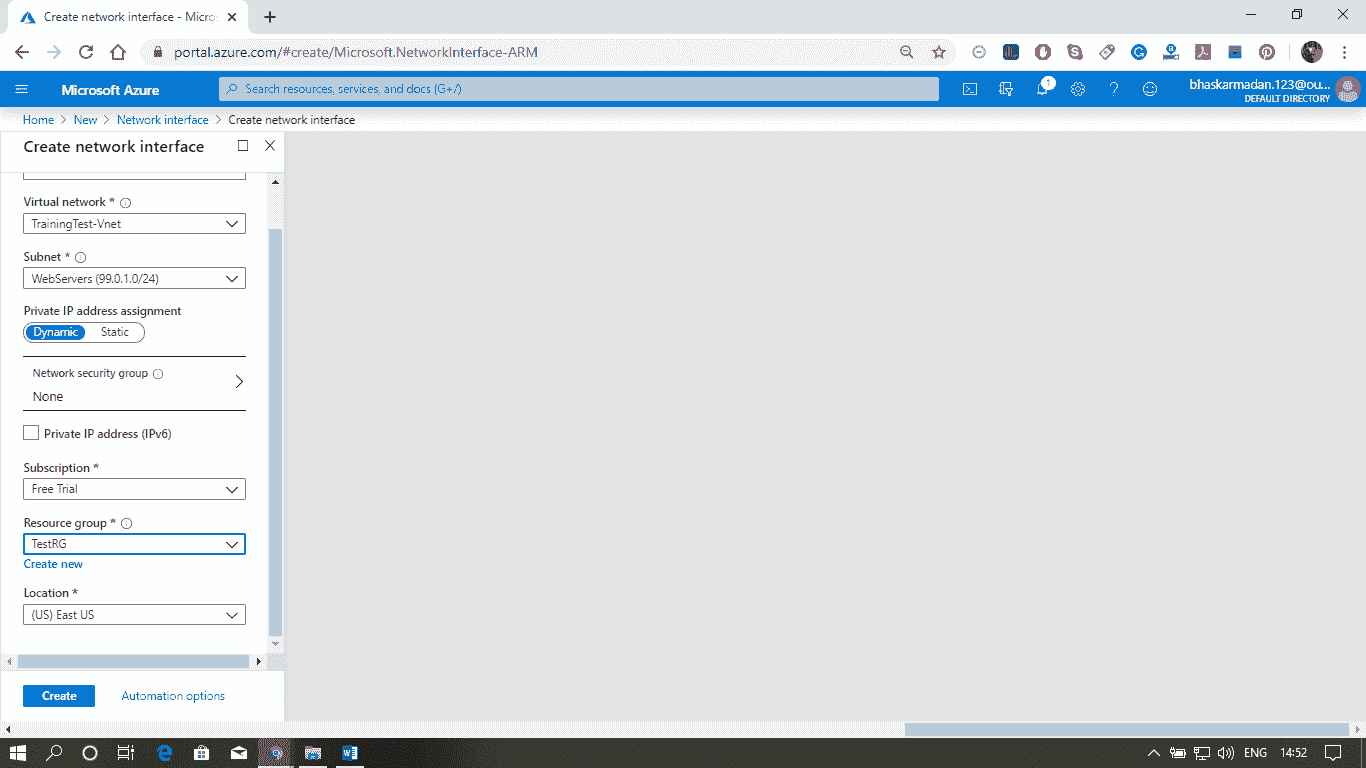 Create network interface - Micro
portal.azure.com/#create/Microsoft.NetworkInterface-ARM
Microsoft Azure
Search resources, services, and docs (G+/)
1
bhaskarmadan.123@ou...
DEFAULT DIRECTORY
Home > New > Network interface > Create network interface
Create network interface
Virtual network *
TrainingTest-Vnet
Subnet *
WebServers (99.0.1.0/24)
Private IP address assignment
Dynamic Static
Network security group
None
Private IP address (IPv6)
Subscription *
Free Trial
Resource group *
TestRG
Create new
Location *
(US) East US
Create Automation options
ENG 14:52